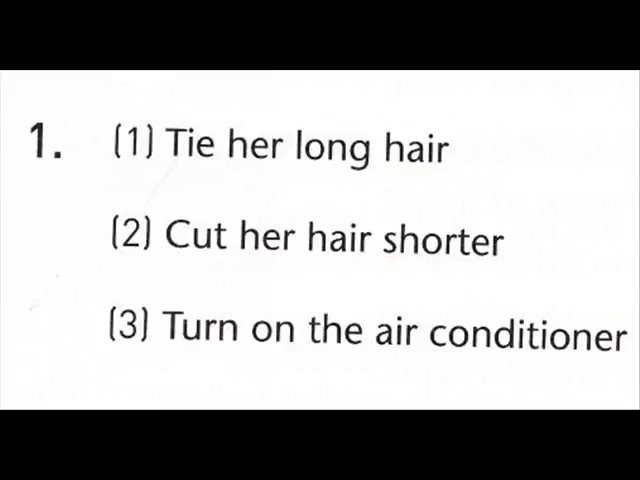 1. (1) Tie her long hair
(2) Cut her hair shorter
(3) Turn on the air conditioner